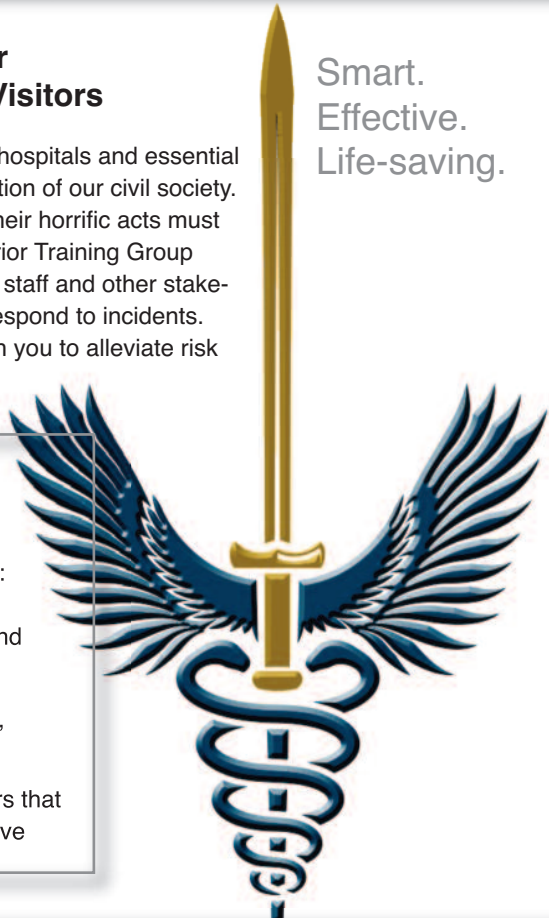 r
Visitors
Smart.
Effective.
Life-saving.
hospitals and essential
tion of our civil society.
heir horrific acts must
rior Training Group
staff and other stake-
espond to incidents.
n you to alleviate risk
:
nd
,
rs that
ve